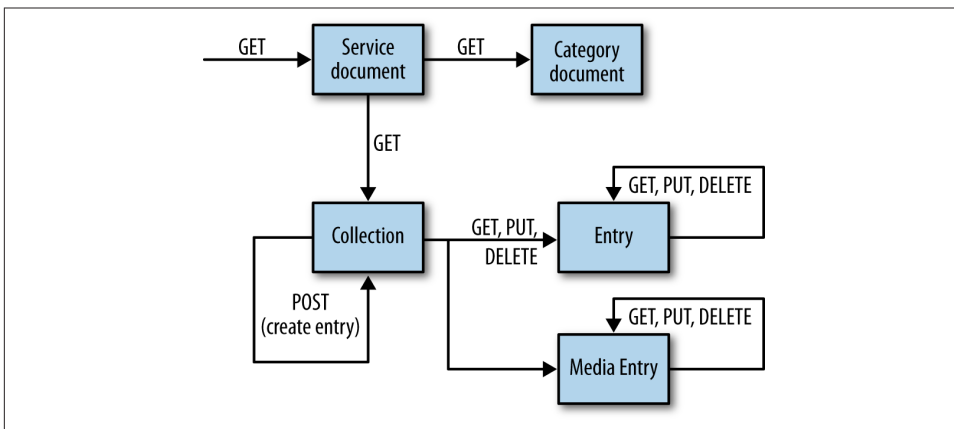 GET
Service
document
GET
Category
document
GET
Collection
GET, PUT,
DELETE
Entry
GET, PUT, DELETE
POST
(create entry)
Media Entry
GET, PUT, DELETE